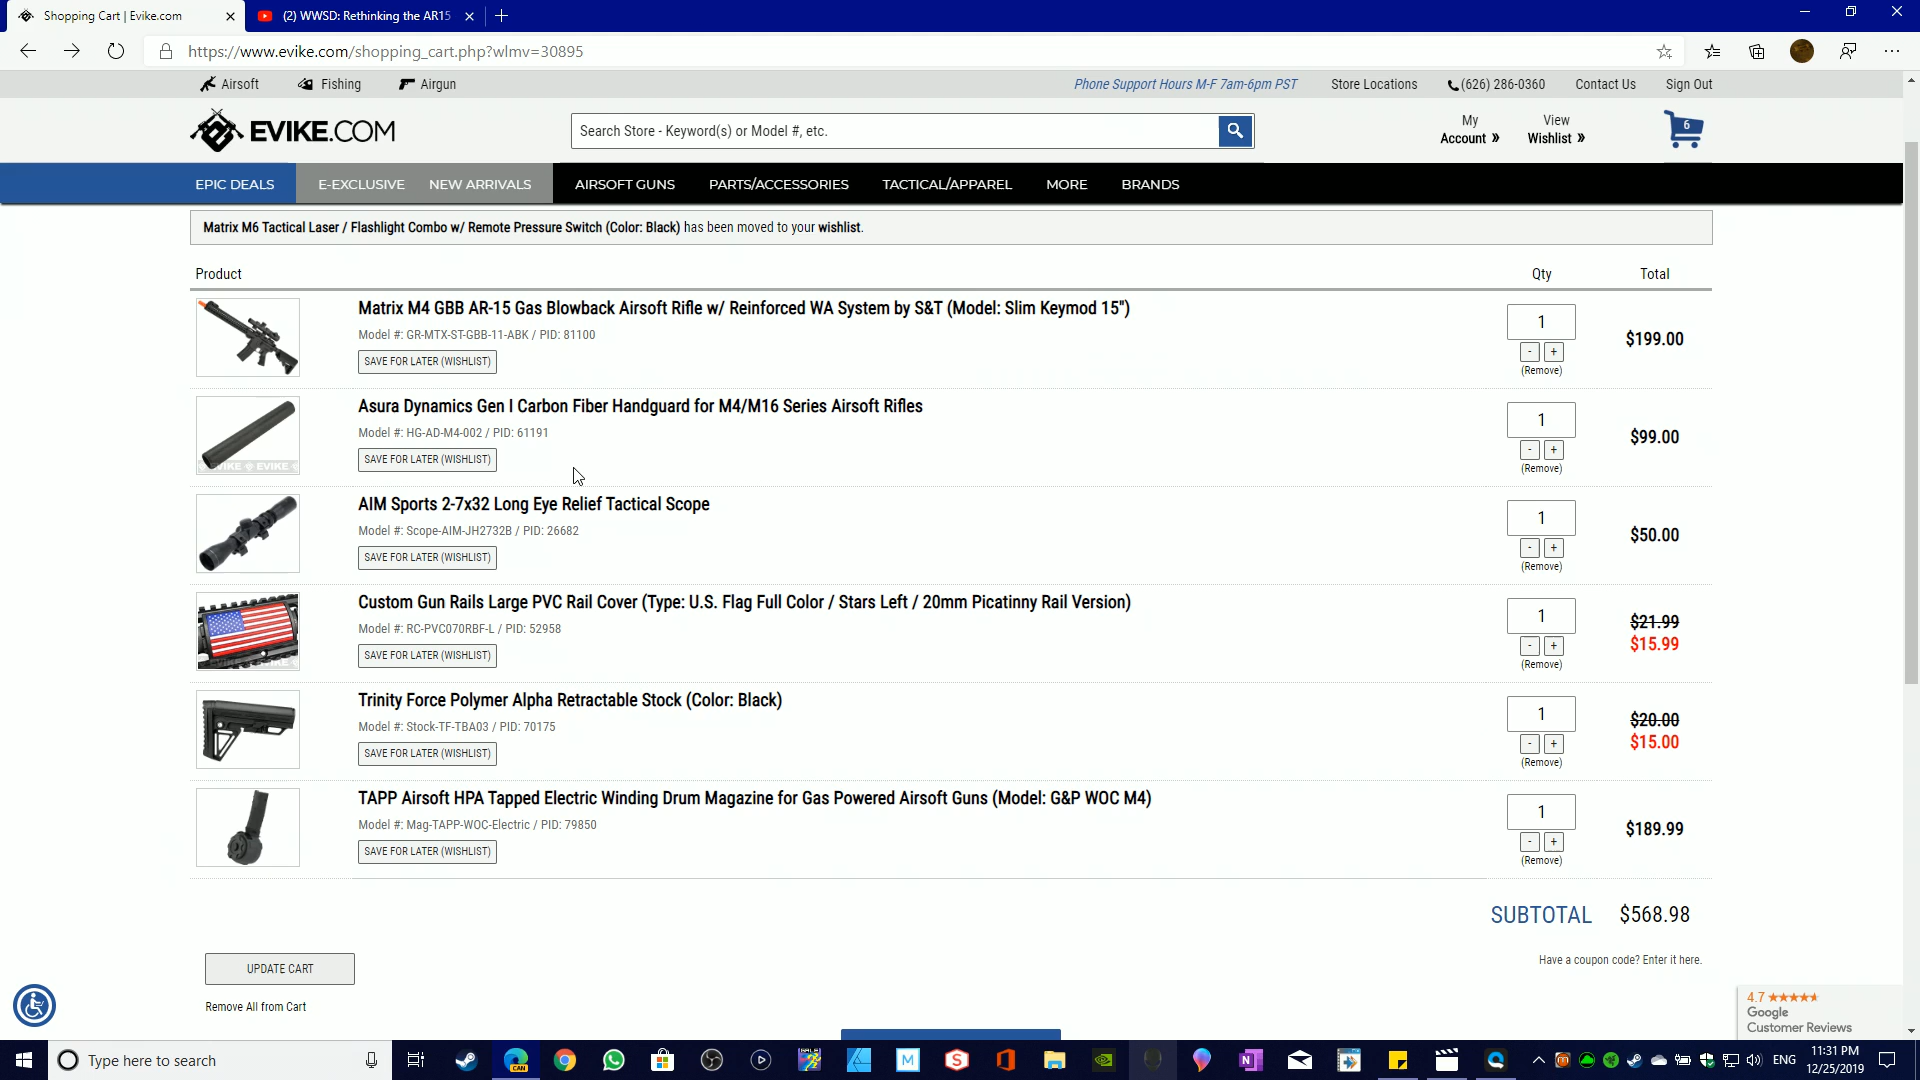 Shopping Cart | Evike.com
(2) WWSD: Rethinking the AR15
https://www.evike.com/shopping_cart.php?wlmv=30895
Airsoft Fishing Airgun Phone Support Hours M-F 7am-6pm PST Store Locations (626) 286-0360 Contact Us Sign Out
EVIKE.COM
Search Store - Keyword(s) or Model #, etc.
My
Account »
View
Wishlist »
6
EPIC DEALS E-EXCLUSIVE NEW ARRIVALS AIRSOFT GUNS PARTS/ACCESSORIES TACTICAL/APPAREL MORE BRANDS
Matrix M6 Tactical Laser / Flashlight Combo w/ Remote Pressure Switch (Color: Black) has been moved to your wishlist.
Product Qty Total
Matrix M4 GBB AR-15 Gas Blowback Airsoft Rifle w/ Reinforced WA System by S&T (Model: Slim Keymod 15")
Model #: GR-MTX-ST-GBB-11-ABK / PID: 81100
SAVE FOR LATER (WISHLIST)
1
- +
(Remove)
$199.00
Asura Dynamics Gen I Carbon Fiber Handguard for M4/M16 Series Airsoft Rifles
Model #: HG-AD-M4-002 / PID: 61191
SAVE FOR LATER (WISHLIST)
EVIKE EVIKE
1
- +
(Remove)
$99.00
AIM Sports 2-7x32 Long Eye Relief Tactical Scope
Model #: Scope-AIM-JH2732B / PID: 26682
SAVE FOR LATER (WISHLIST)
1
- +
(Remove)
$50.00
Custom Gun Rails Large PVC Rail Cover (Type: U.S. Flag Full Color / Stars Left / 20mm Picatinny Rail Version)
Model #: RC-PVC070RBF-L / PID: 52958
SAVE FOR LATER (WISHLIST)
1
- +
(Remove)
$21.99
$15.99
Trinity Force Polymer Alpha Retractable Stock (Color: Black)
Model #: Stock-TF-TBA03 / PID: 70175
SAVE FOR LATER (WISHLIST)
1
- +
(Remove)
$20.00
$15.00
TAPP Airsoft HPA Tapped Electric Winding Drum Magazine for Gas Powered Airsoft Guns (Model: G&P WOC M4)
Model #: Mag-TAPP-WOC-Electric / PID: 79850
SAVE FOR LATER (WISHLIST)
1
- +
(Remove)
$189.99
SUBTOTAL $568.98
Have a coupon code? Enter it here.
UPDATE CART
Remove All from Cart
4.7
Google
Customer Reviews
Type here to search
CAN
ENG
11:31 PM
12/25/2019